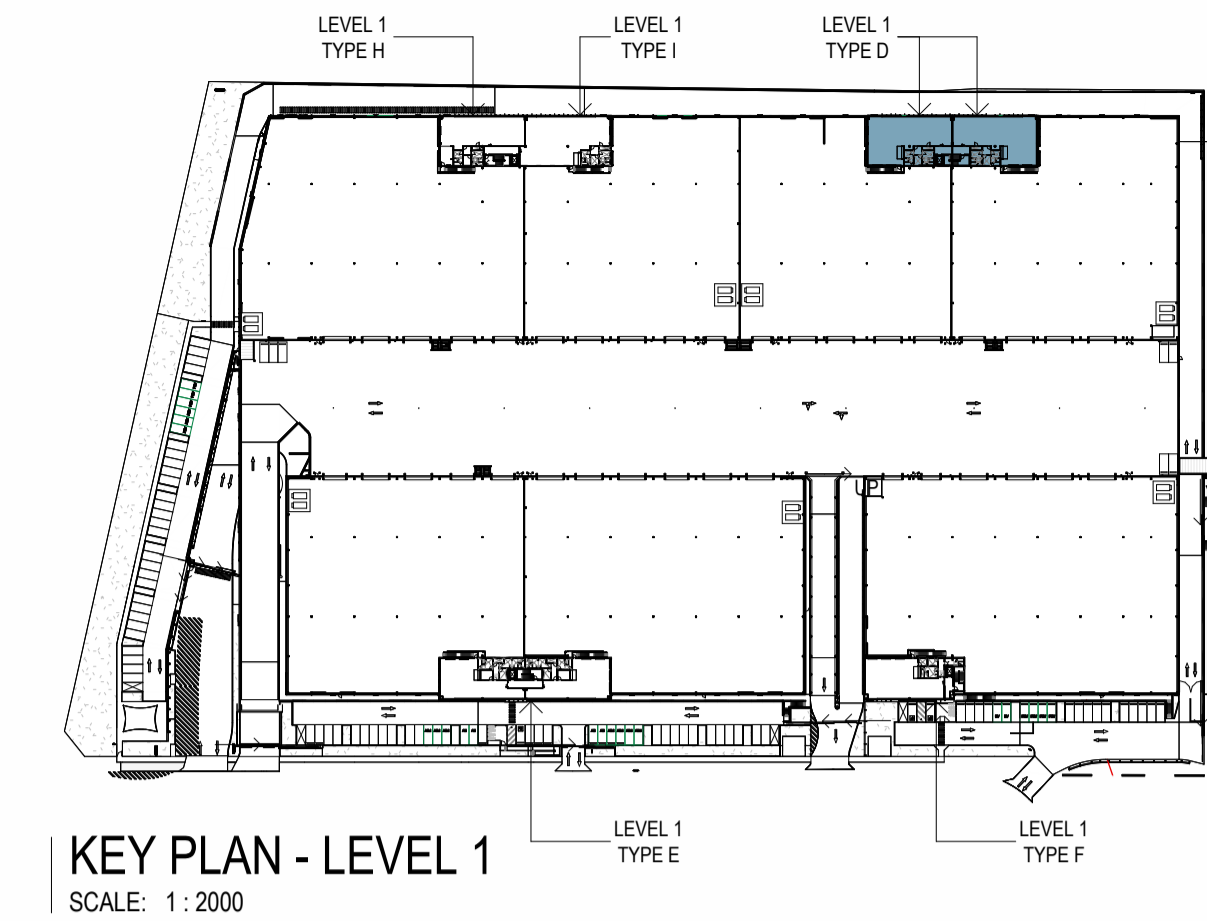 LEVEL 1
TYPE H
LEVEL 1
TYPE I
LEVEL 1
TYPE D
LEVEL 1
TYPE E
LEVEL 1
TYPE F
KEY PLAN - LEVEL 1
SCALE: 1 : 2000